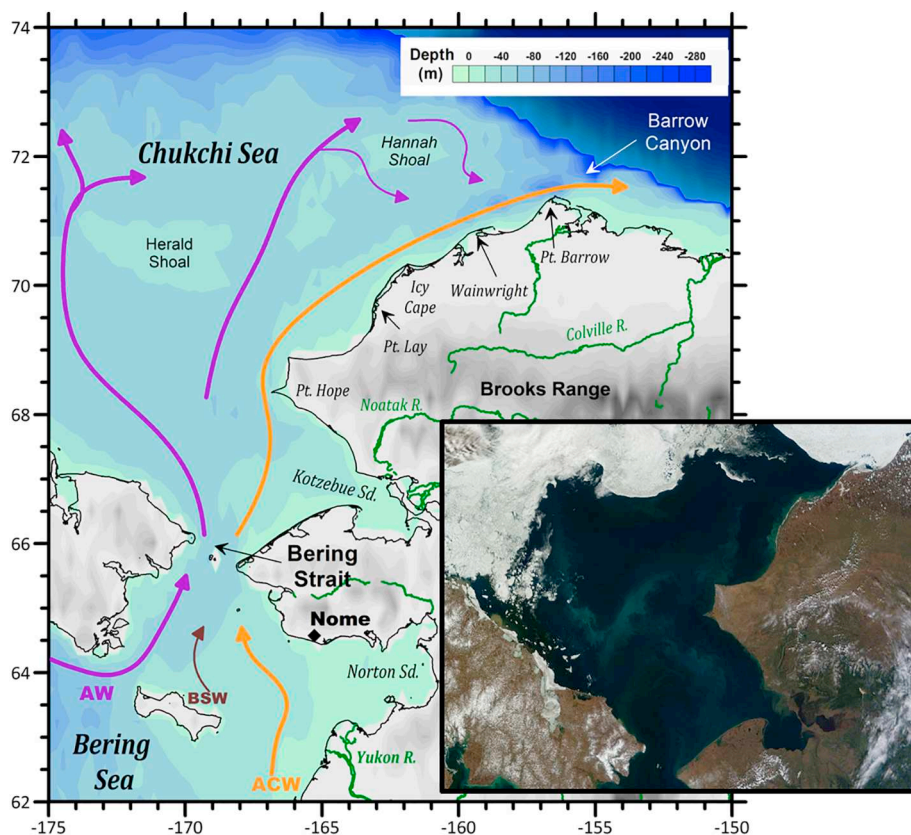 74
72
70
68
66
64
62
-175
-170
-165
-160
-155
-150
Depth
(m)
0 -40 -80 -120 -160 -200 -240 -280
Barrow
Canyon
Hannah
Shoal
Chukchi Sea
Herald
Shoal
Pt. Barrow
Wainwright
Icy
Cape
Pt. Lay
Colville R.
Brooks Range
Pt. Hope
Noatak R.
Kotzebue Sd.
Bering
Strait
Nome
Norton Sd.
AW
BSW
Bering
Sea
ACW
Yukon R.